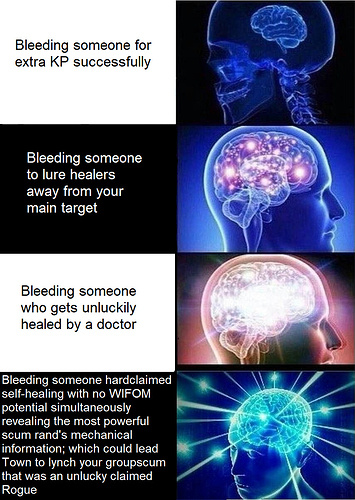 Bleeding someone for
extra KP successfully
Bleeding someone
to lure healers
away from your
main target
Bleeding someone
who gets unluckily
healed by a doctor
Bleeding someone hardclaimed
self-healing with no WIFOM
potential simultaneously
revealing the most powerful
scum rand's mechanical
information; which could lead
Town to lynch your groupscum
that was an unlucky claimed
Rogue